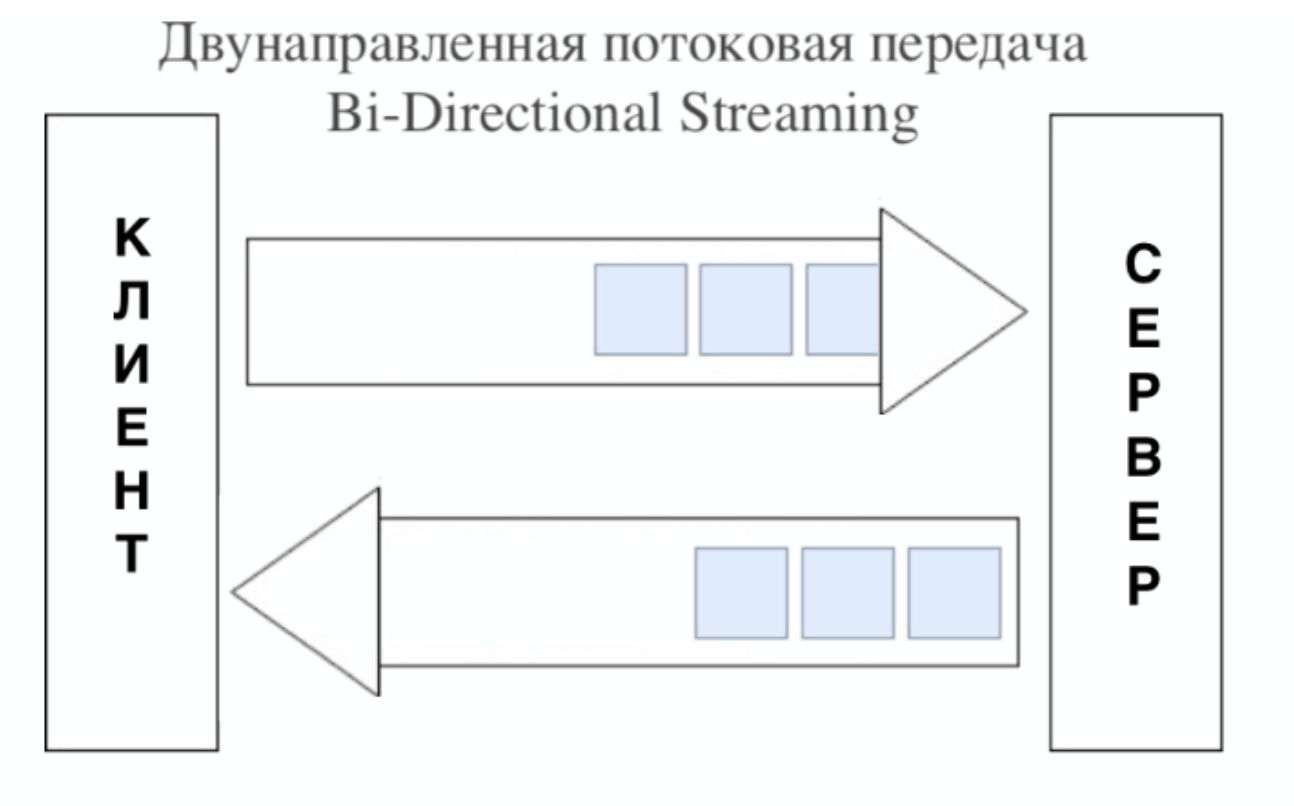 Двунаправленная потоковая передача
Bi-Directional Streaming
КЛИЕНТ
СЕРВЕР